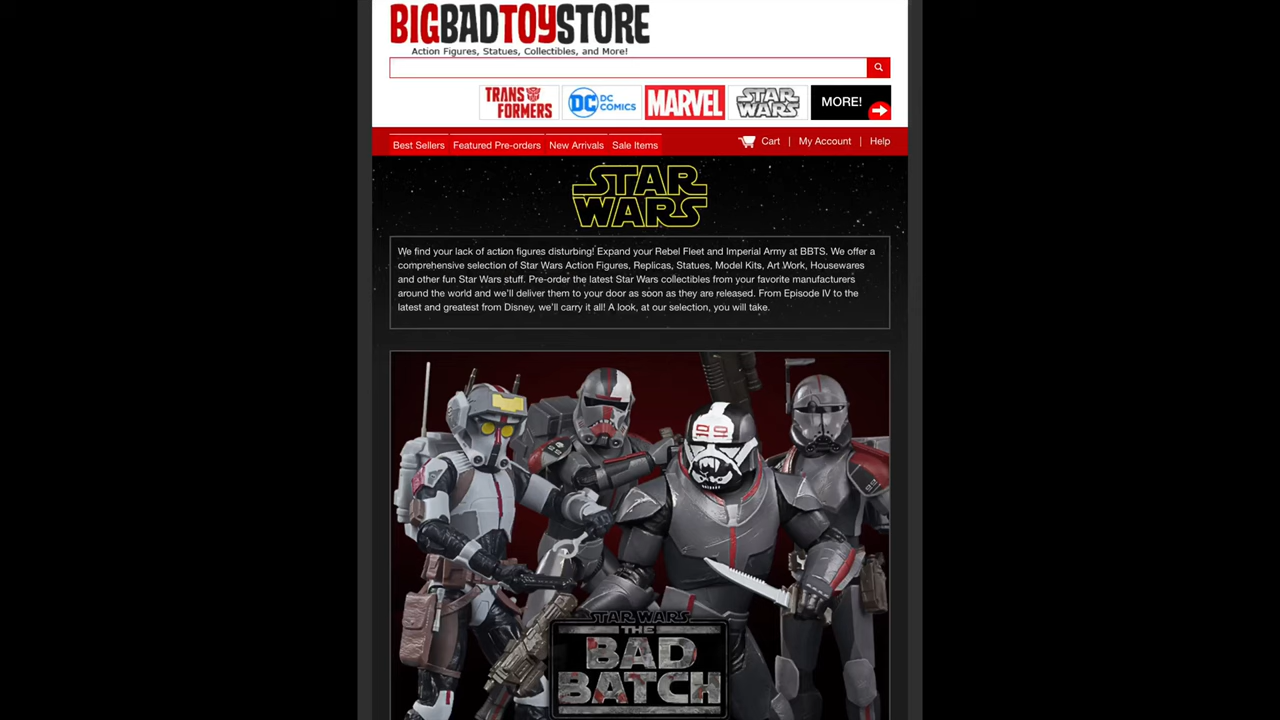 BIGBADTOYSTORE
Action Figures, Statues, Collectibles, and More!
TRANSFORMERS
DC DC COMICS
MARVEL
STAR WARS
MORE!
Best Sellers Featured Pre-orders New Arrivals Sale Items
Cart | My Account | Help
STAR
WARS
We find your lack of action figures disturbing! Expand your Rebel Fleet and Imperial Army at BBTS. We offer a
comprehensive selection of Star Wars Action Figures, Replicas, Statues, Model Kits, Art Work, Housewares
and other fun Star Wars stuff. Pre-order the latest Star Wars collectibles from your favorite manufacturers
around the world and we'll deliver them to your door as soon as they are released. From Episode IV to the
latest and greatest from Disney, we'll carry it all! A look, at our selection, you will take.
STAR WARS
THE
BAD
BATCH